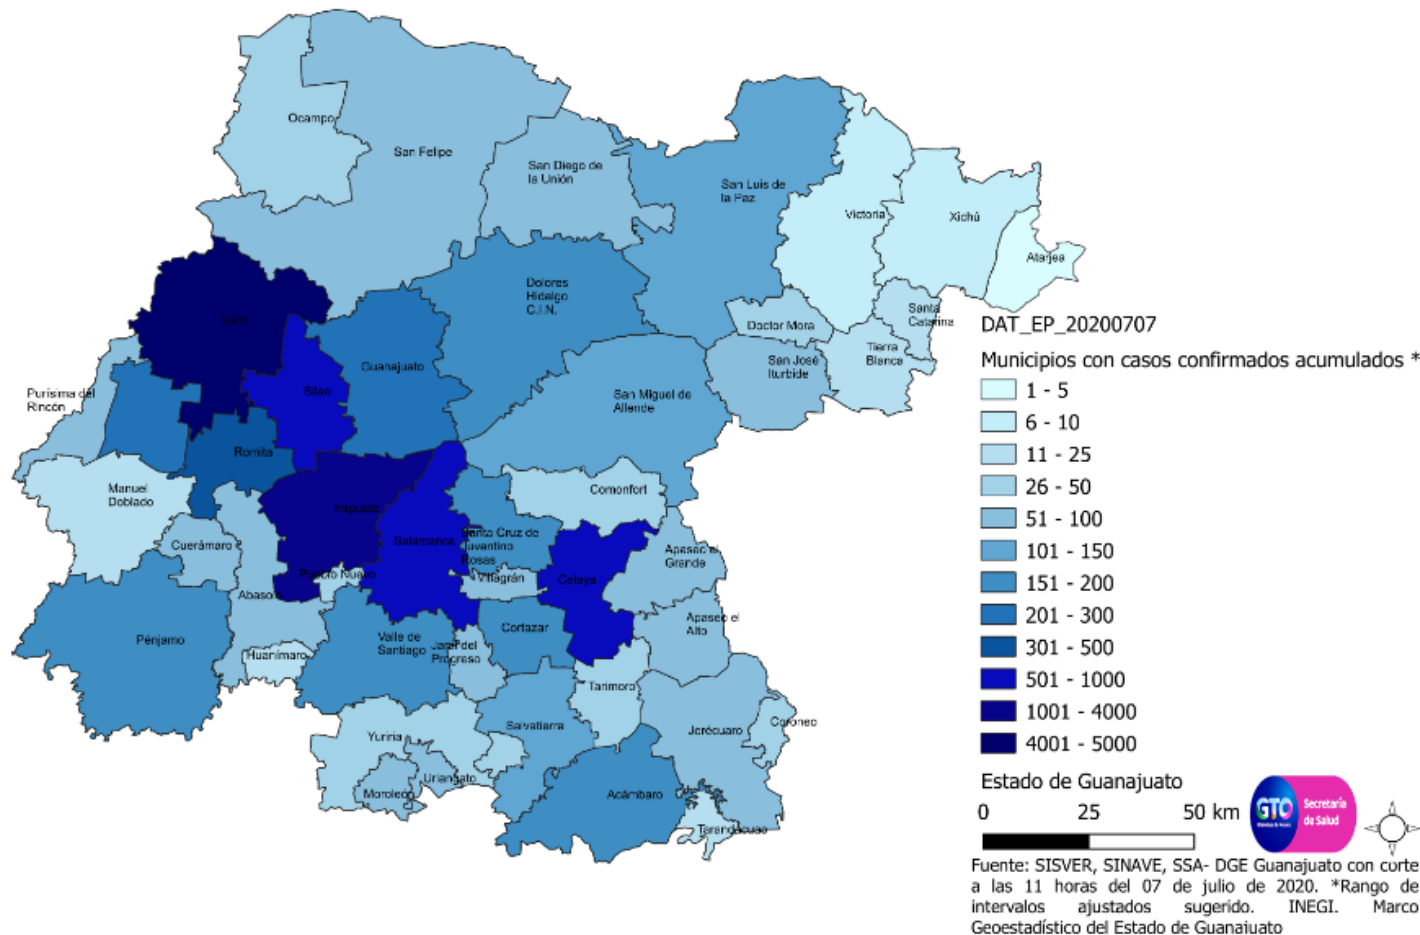 Ocampo
San Felipe
San Diego de
la Unión
San Luis de
la Paz
Victoria
Xichú
Atarjea
León
Dolores
Hidalgo
C.I.N.
Doctor Mora
Santa
Catarina
Tierra
Blanca
San José
Iturbide
Guanajuato
Silao
San Miguel de
Allende
Purísima del
Rincón
Romita
Manuel
Doblado
Irapuato
Comonfort
Salamanca
Santa Cruz de
Juventino
Rosas
Cuerámaro
Apaseo el
Grande
Pueblo Nuevo
Villagrán
Celaya
Abasolo
Pénjamo
Valle de
Santiago
Jaral del
Progreso
Cortazar
Apaseo el
Alto
Huanímaro
Tarimoro
Yuriria
Salvatierra
Jerécuaro
Coroneo
Uriangato
Moroleón
Acámbaro
Tarandacuao
DAT_EP_20200707
Municipios con casos confirmados acumulados *
1 - 5
6 - 10
11 - 25
26 - 50
51 - 100
101 - 150
151 - 200
201 - 300
301 - 500
501 - 1000
1001 - 4000
4001 - 5000
Estado de Guanajuato
0 25 50 km
GTO
Secretaría
de Salud
Fuente: SISVER, SINAVE, SSA- DGE Guanajuato con corte
a las 11 horas del 07 de julio de 2020. *Rango de
intervalos ajustados sugerido. INEGI. Marco
Geoestadístico del Estado de Guanajuato